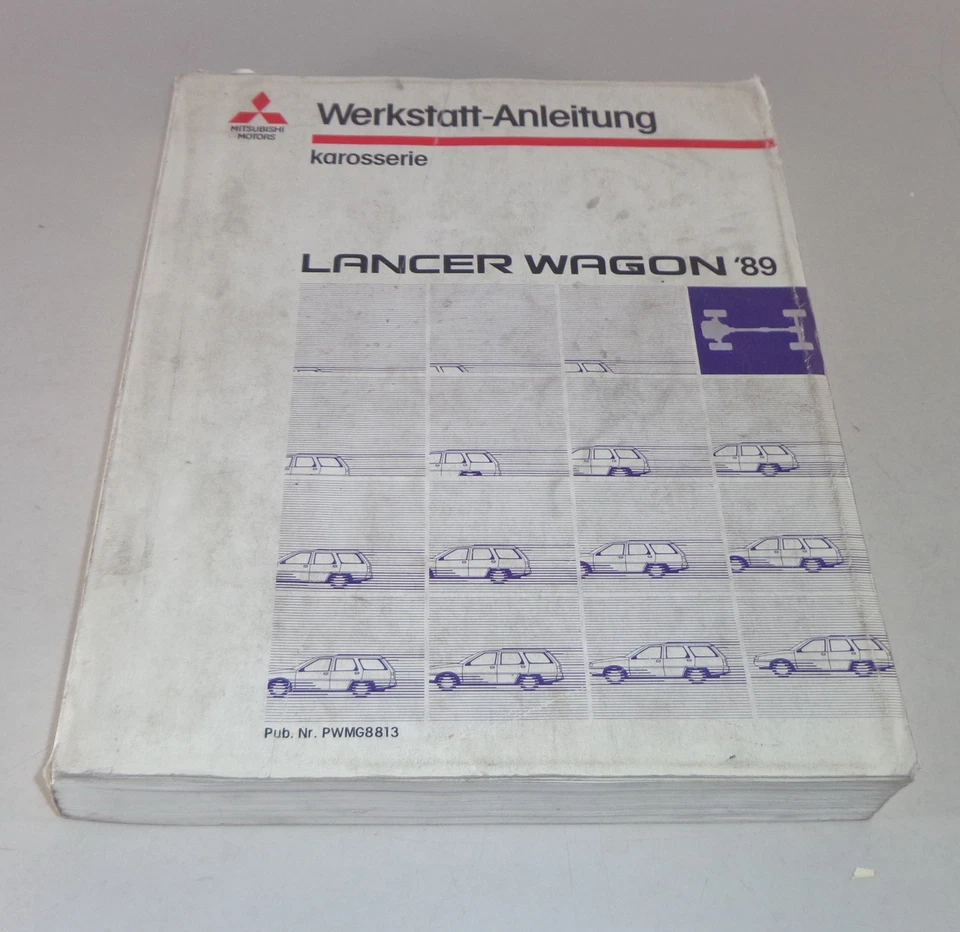 MITSUBISHI
MOTORS
Werkstatt-Anleitung
karosserie
LANCER WAGON '89
Pub. Nr. PWMG8813